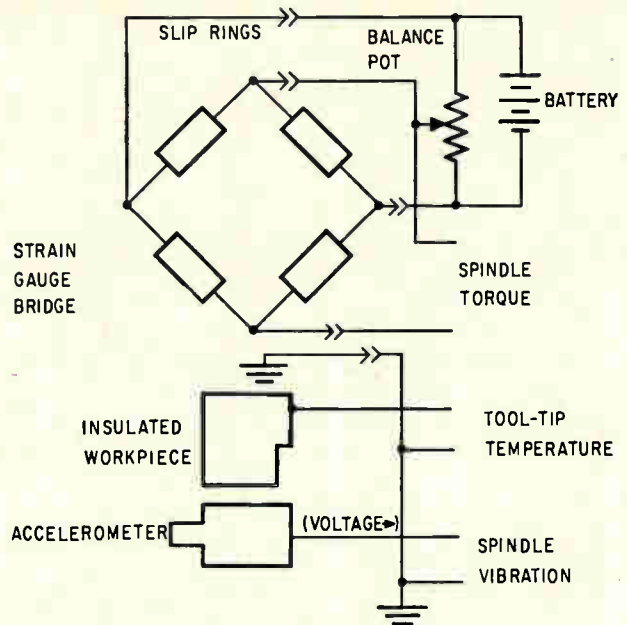 SLIP RINGS
BALANCE
POT
BATTERY
STRAIN
GAUGE
BRIDGE
SPINDLE
TORQUE
INSULATED
WORKPIECE
TOOL-TIP
TEMPERATURE
ACCELEROMETER
(VOLTAGE→)
SPINDLE
VIBRATION